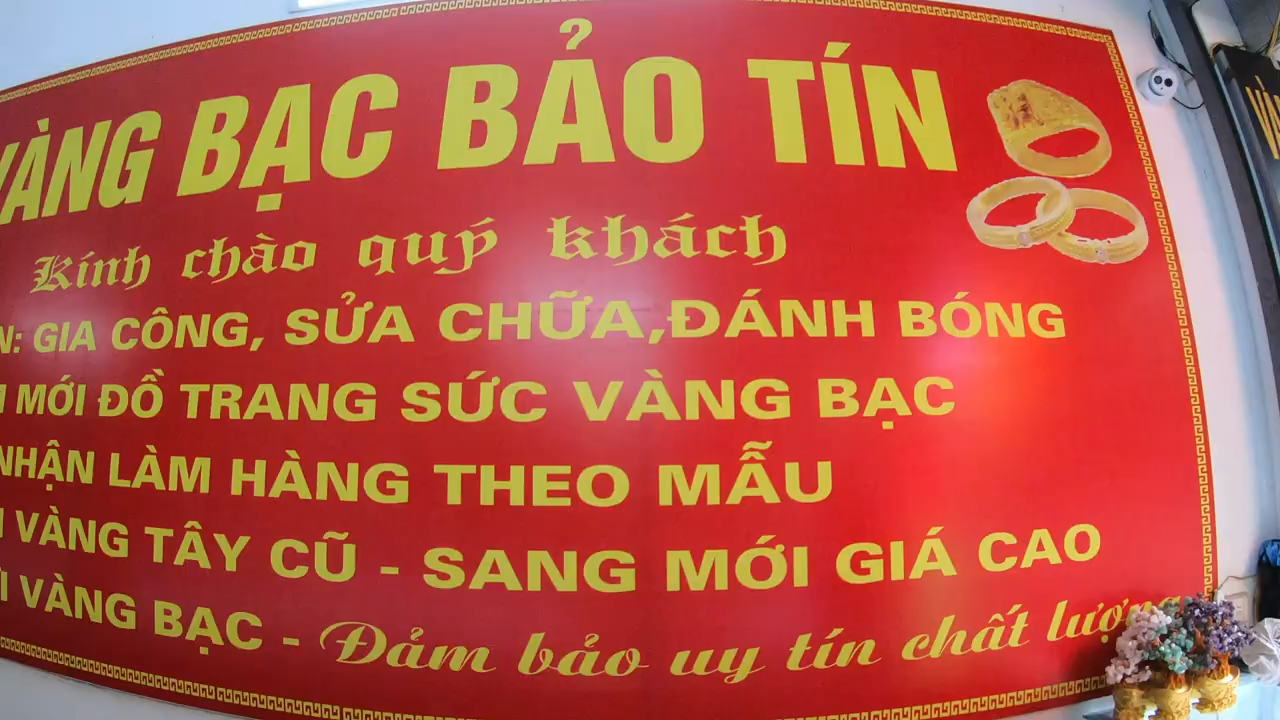 VÀNG BẠC BẢO TÍN
Kính chào quý khách
GIA CÔNG, SỬA CHỮA,ĐÁNH BÓNG
MỚI ĐỒ TRANG SỨC VÀNG BẠC
NHẬN LÀM HÀNG THEO MẪU
VÀNG TÂY CŨ - SANG MỚI GIÁ CAO
VÀNG BẠC - Đảm bảo uy tín chất lượng